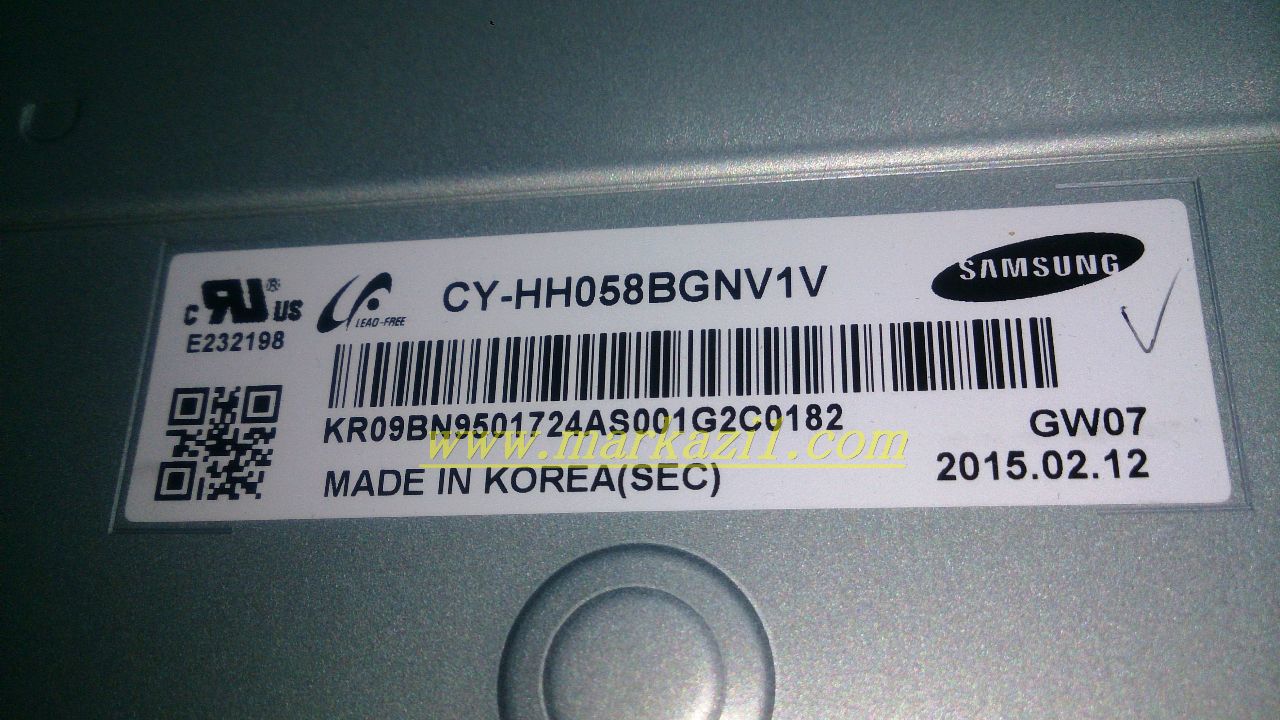 CY-HH058BGNV1V
SAMSUNG
c RU ® US
LEAD-FREE
E232198
KR09BN9501724AS001G2C0182
GW07
www.markazi1.com
MADE IN KOREA(SEC)
2015.02.12